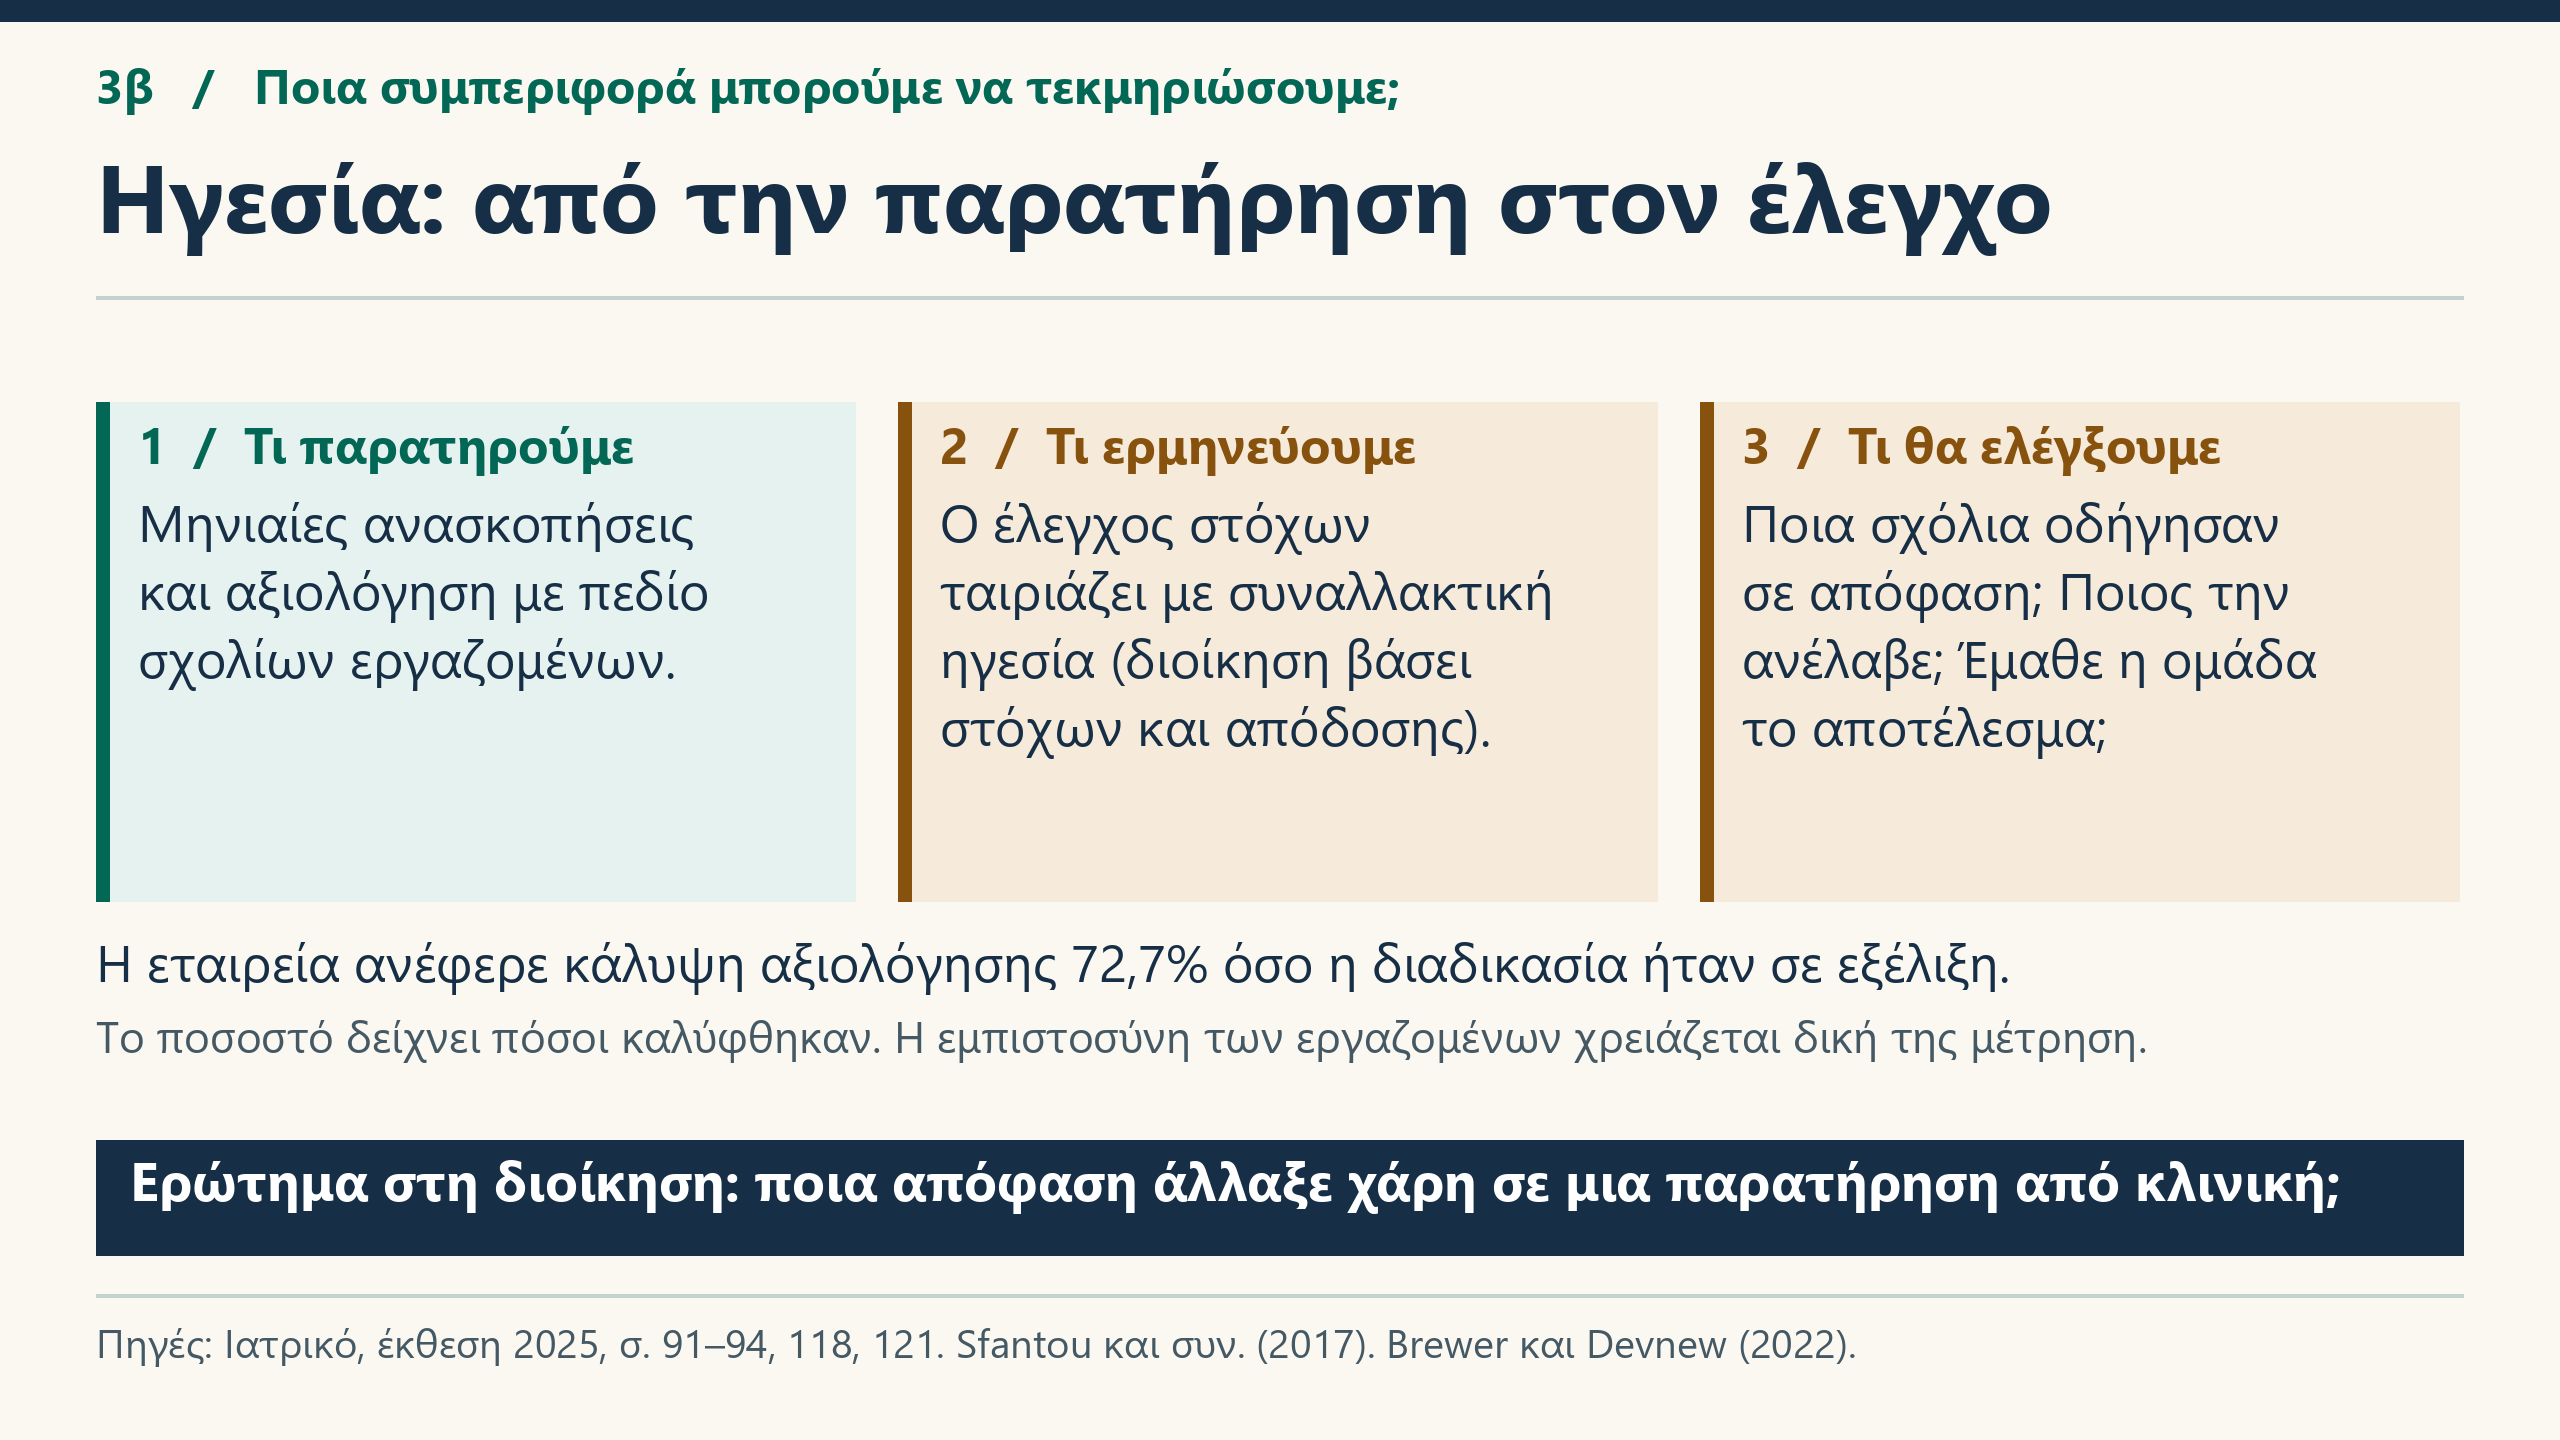 3β / Ποια συμπεριφορά μπορούμε να τεκμηριώσουμε;
Ηγεσία: από την παρατήρηση στον έλεγχο
1 / Τι παρατηρούμε
Μηνιαίες ανασκοπήσεις
και αξιολόγηση με πεδίο
σχολίων εργαζομένων.
2 / Τι ερμηνεύουμε
Ο έλεγχος στόχων
ταιριάζει με συναλλακτική
ηγεσία (διοίκηση βάσει
στόχων και απόδοσης).
3 / Τι θα ελέγξουμε
Ποια σχόλια οδήγησαν
σε απόφαση; Ποιος την
ανέλαβε; Έμαθε η ομάδα
το αποτέλεσμα;
Η εταιρεία ανέφερε κάλυψη αξιολόγησης 72,7% όσο η διαδικασία ήταν σε εξέλιξη.
Το ποσοστό δείχνει πόσοι καλύφθηκαν. Η εμπιστοσύνη των εργαζομένων χρειάζεται δική της μέτρηση.
Ερώτημα στη διοίκηση: ποια απόφαση άλλαξε χάρη σε μια παρατήρηση από κλινική;
Πηγές: Ιατρικό, έκθεση 2025, σ. 91–94, 118, 121. Sfantou και συν. (2017). Brewer και Devnew (2022).